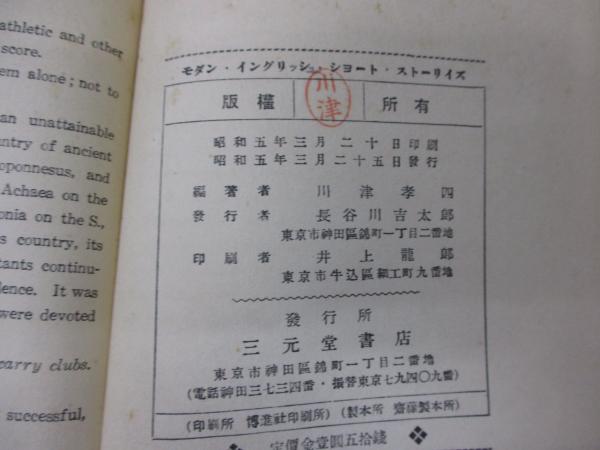 athletic and other
score.
em alone; not to
an unattainable
untry of ancient
oponnesus, and
Achaea on the
onia on the S.,
s country, its
tants continu-
dence. It was
were devoted
carry clubs.
successful,
モダン・イングリッシュ・ショート・ストーリイズ
版權 川津 所有
昭和五年三月二十日印刷
昭和五年三月二十五日發行
編著者 川津孝四
發行者 長谷川吉太郎
東京市神田區錦町一丁目二番地
印刷者 井上龍郎
東京市牛込區細工町九番地
發行所
三元堂書店
東京市神田區錦町一丁目二番地
(電話神田三七三四番・振替東京七九四〇九番)
(印刷所 博進社印刷所) (製本所 齋藤製本所)
定價金壹圓五拾錢